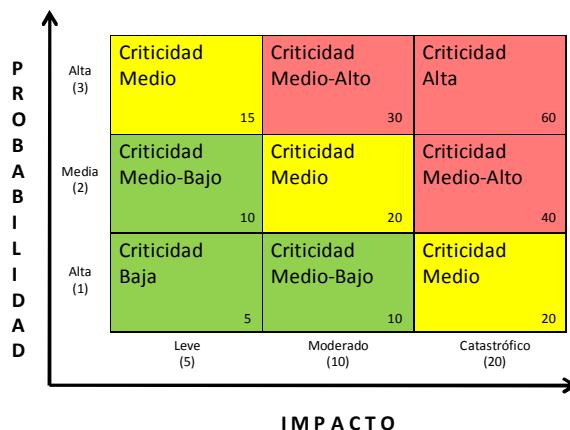 PROBABILIDAD
Alta
(3)
Criticidad
Medio
15
Criticidad
Medio-Alto
30
Criticidad
Alta
60
Media
(2)
Criticidad
Medio-Bajo
10
Criticidad
Medio
20
Criticidad
Medio-Alto
40
Alta
(1)
Criticidad
Baja
5
Criticidad
Medio-Bajo
10
Criticidad
Medio
20
Leve
(5)
Moderado
(10)
Catastrófico
(20)
IMPACTO